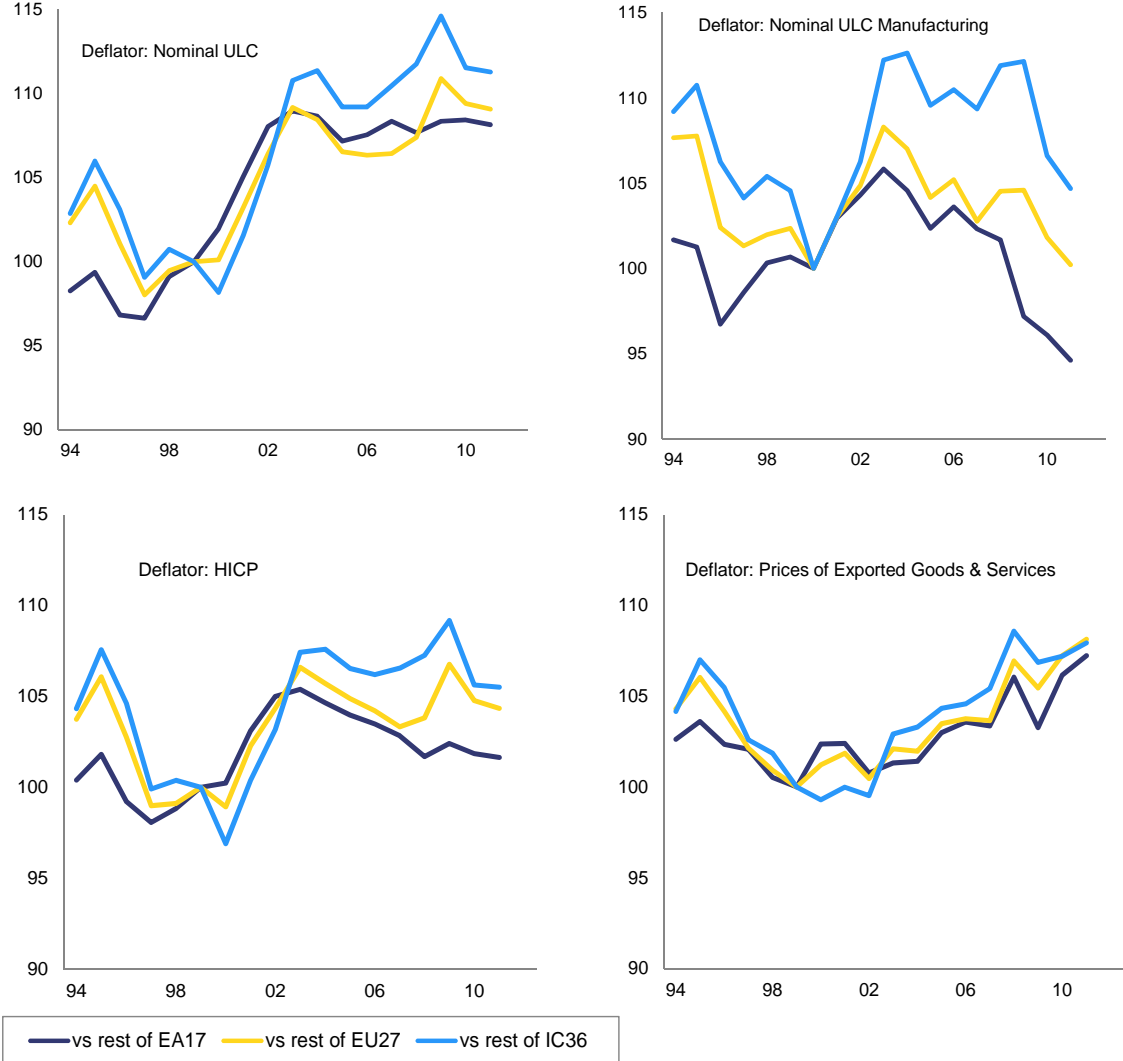 Deflator: Nominal ULC
115
110
105
100
95
90
94 98 02 06 10
Deflator: Nominal ULC Manufacturing
115
110
105
100
95
90
94 98 02 06 10
Deflator: HICP
115
110
105
100
95
90
94 98 02 06 10
Deflator: Prices of Exported Goods & Services
115
110
105
100
95
90
94 98 02 06 10
vs rest of EA17 vs rest of EU27 vs rest of IC36